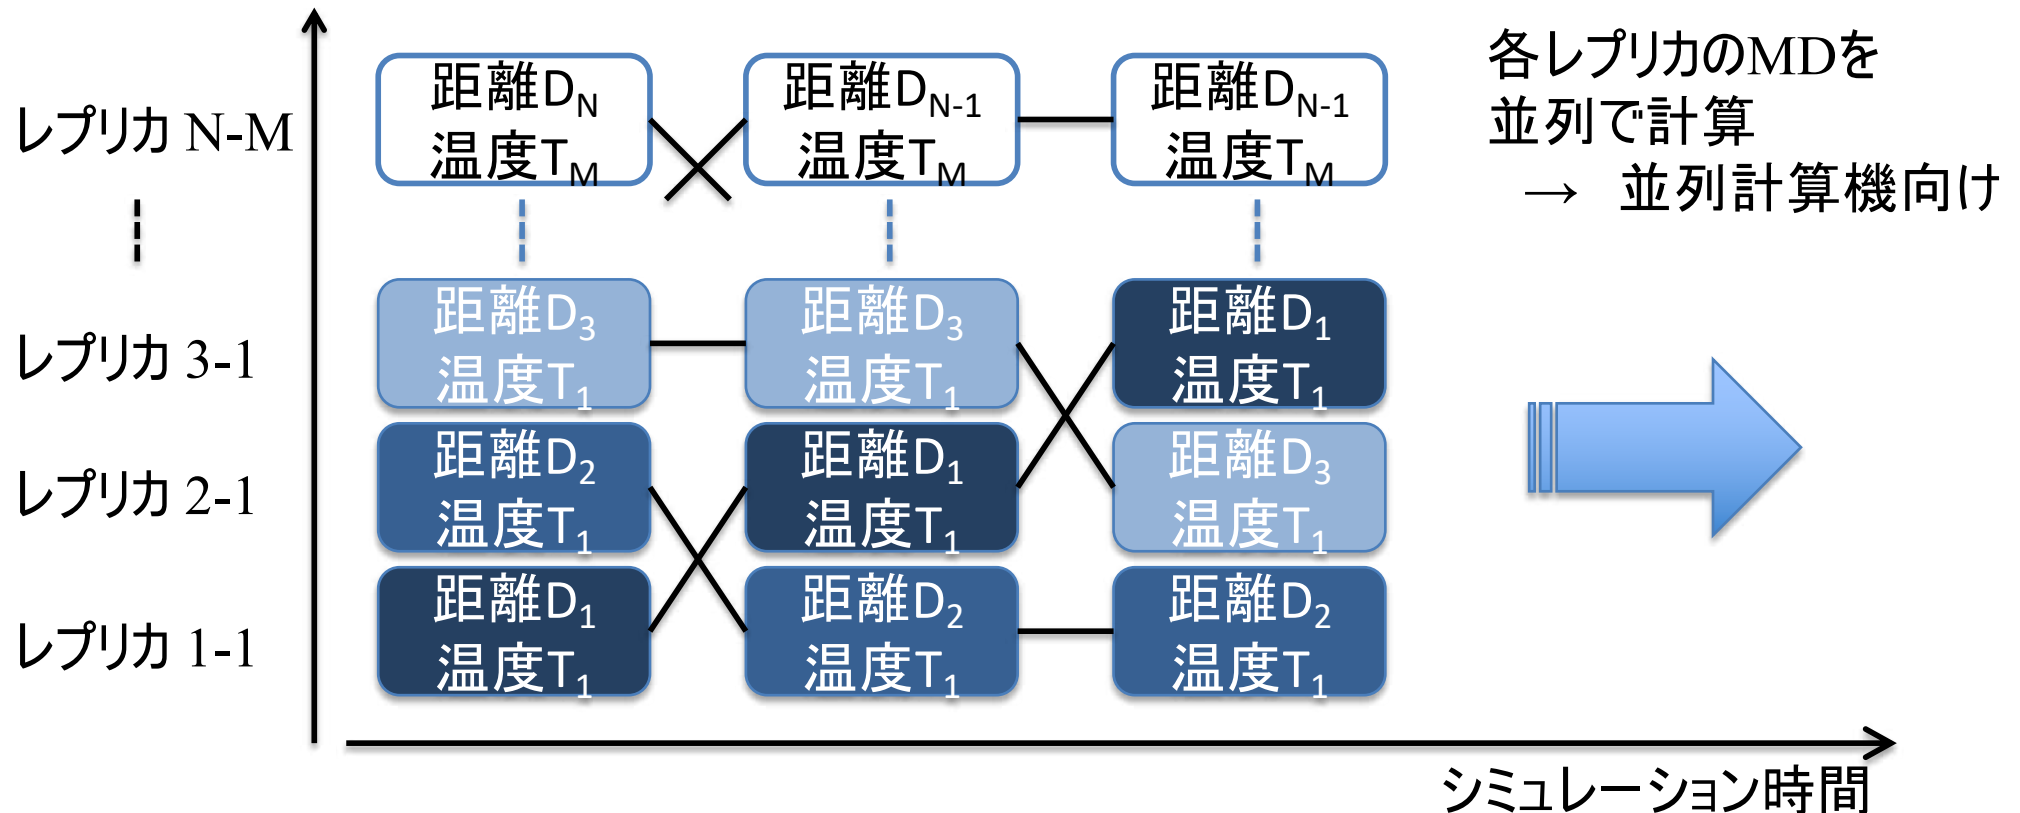 各レプリカのMDを
並列で計算
→ 並列計算機向け
レプリカ N-M
距離DN
温度TM
距離DN-1
温度TM
距離DN-1
温度TM
レプリカ 3-1
距離D3
温度T1
距離D3
温度T1
距離D1
温度T1
レプリカ 2-1
距離D2
温度T1
距離D1
温度T1
距離D3
温度T1
レプリカ 1-1
距離D1
温度T1
距離D2
温度T1
距離D2
温度T1
シミュレーション時間